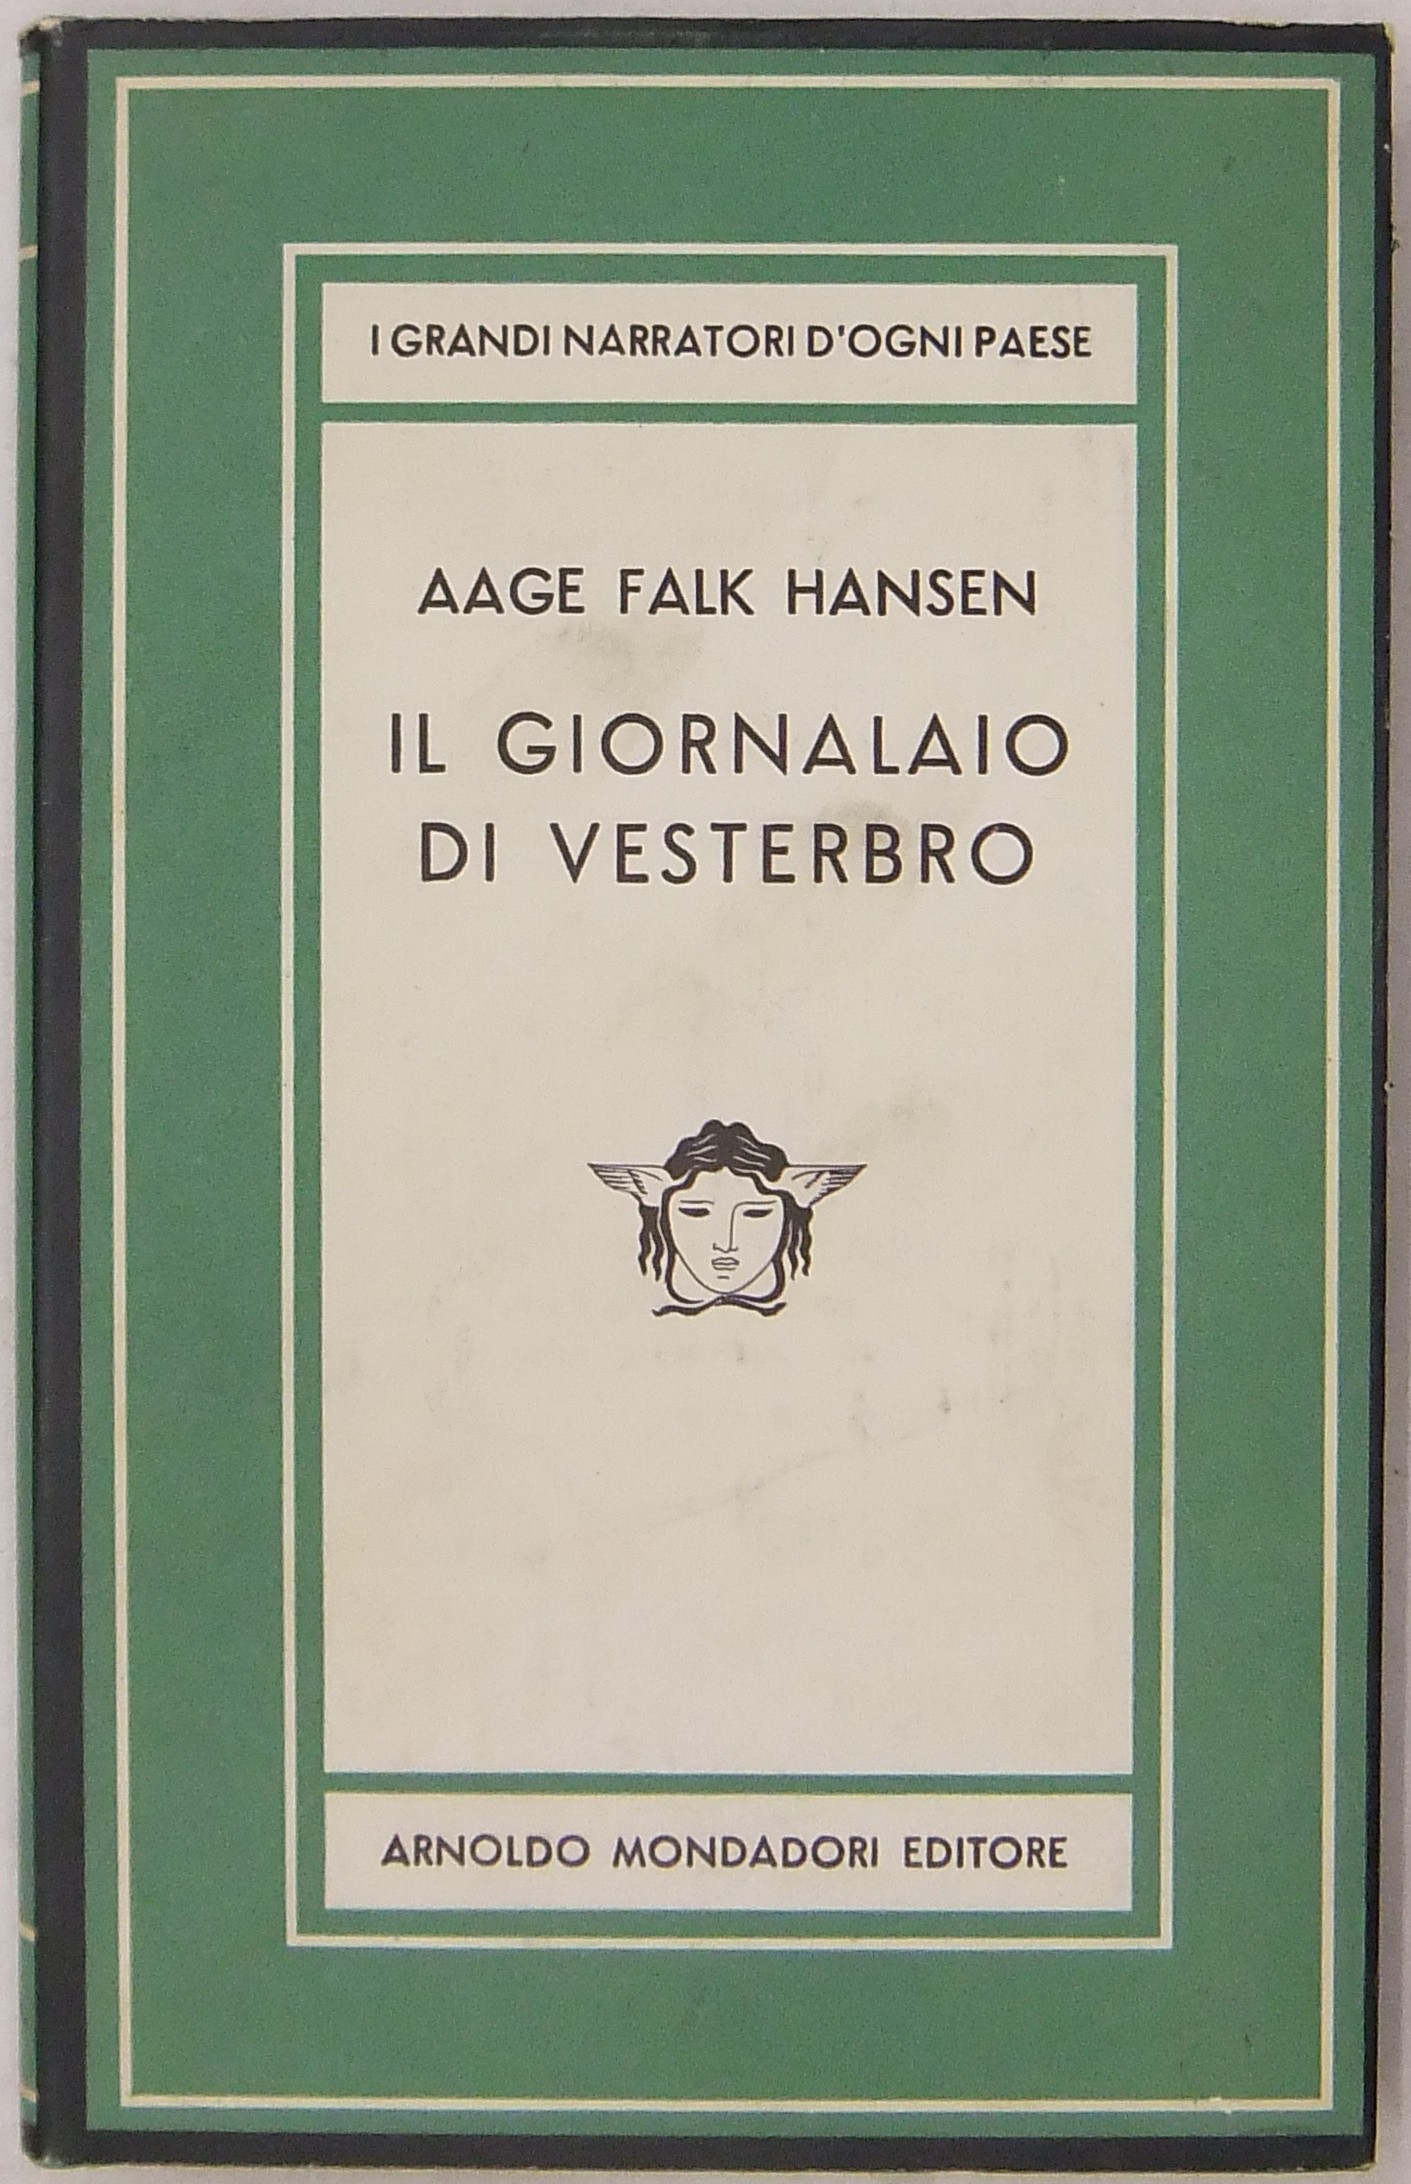 I GRANDI NARRATORI D'OGNI PAESE
AAGE FALK HANSEN
IL GIORNALAIO
DI VESTERBRO
ARNOLDO MONDADORI EDITORE